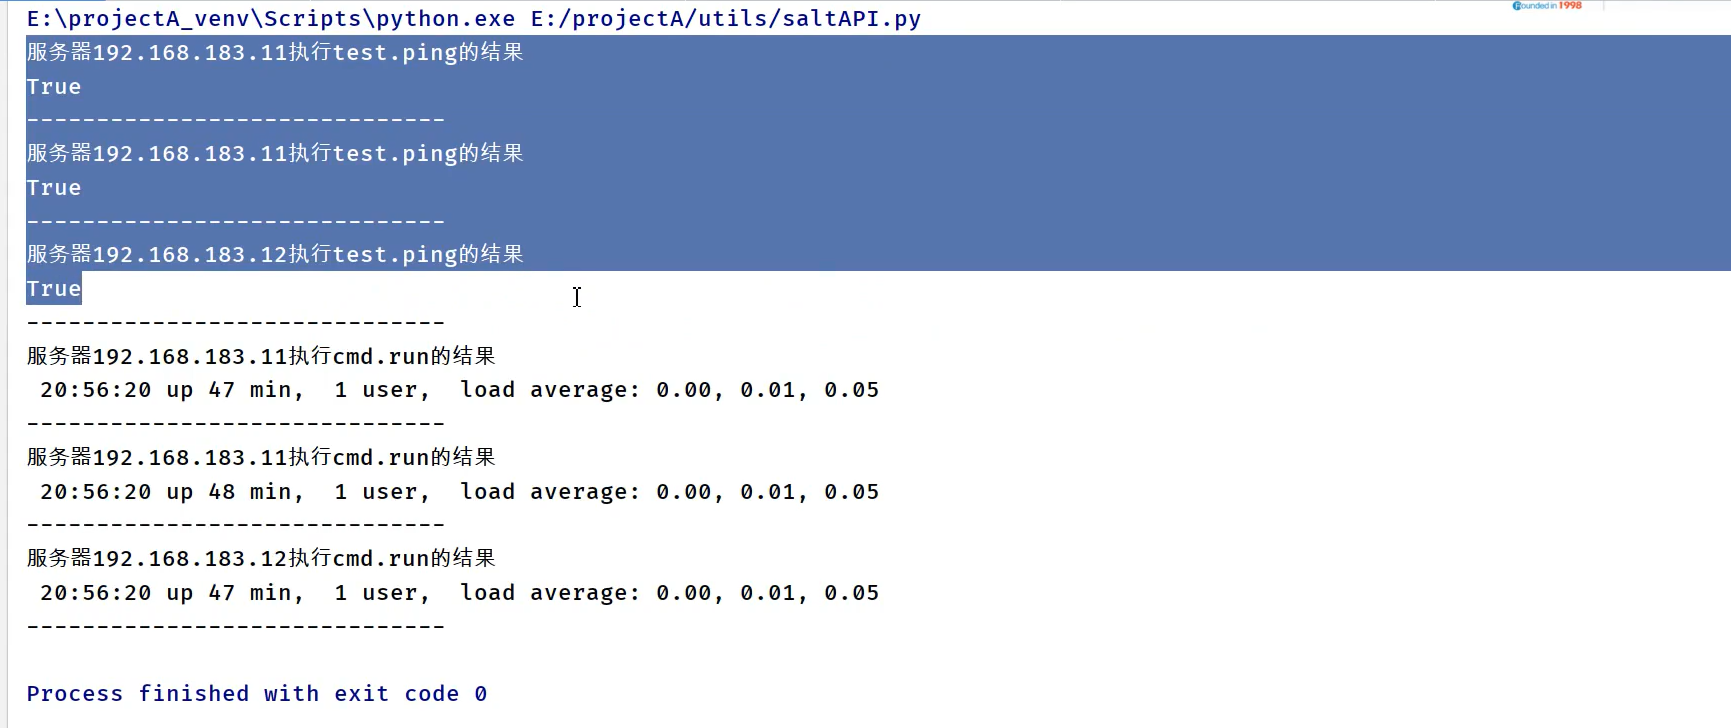 Founded in 1998
E:\projectA_venv\Scripts\python.exe E:/projectA/utils/saltAPI.py
服务器192.168.183.11执行test.ping的结果
True
------------------------------
服务器192.168.183.11执行test.ping的结果
True
------------------------------
服务器192.168.183.12执行test.ping的结果
True
------------------------------
服务器192.168.183.11执行cmd.run的结果
 20:56:20 up 47 min,  1 user,  load average: 0.00, 0.01, 0.05
------------------------------
服务器192.168.183.11执行cmd.run的结果
 20:56:20 up 48 min,  1 user,  load average: 0.00, 0.01, 0.05
------------------------------
服务器192.168.183.12执行cmd.run的结果
 20:56:20 up 47 min,  1 user,  load average: 0.00, 0.01, 0.05
------------------------------
Process finished with exit code 0